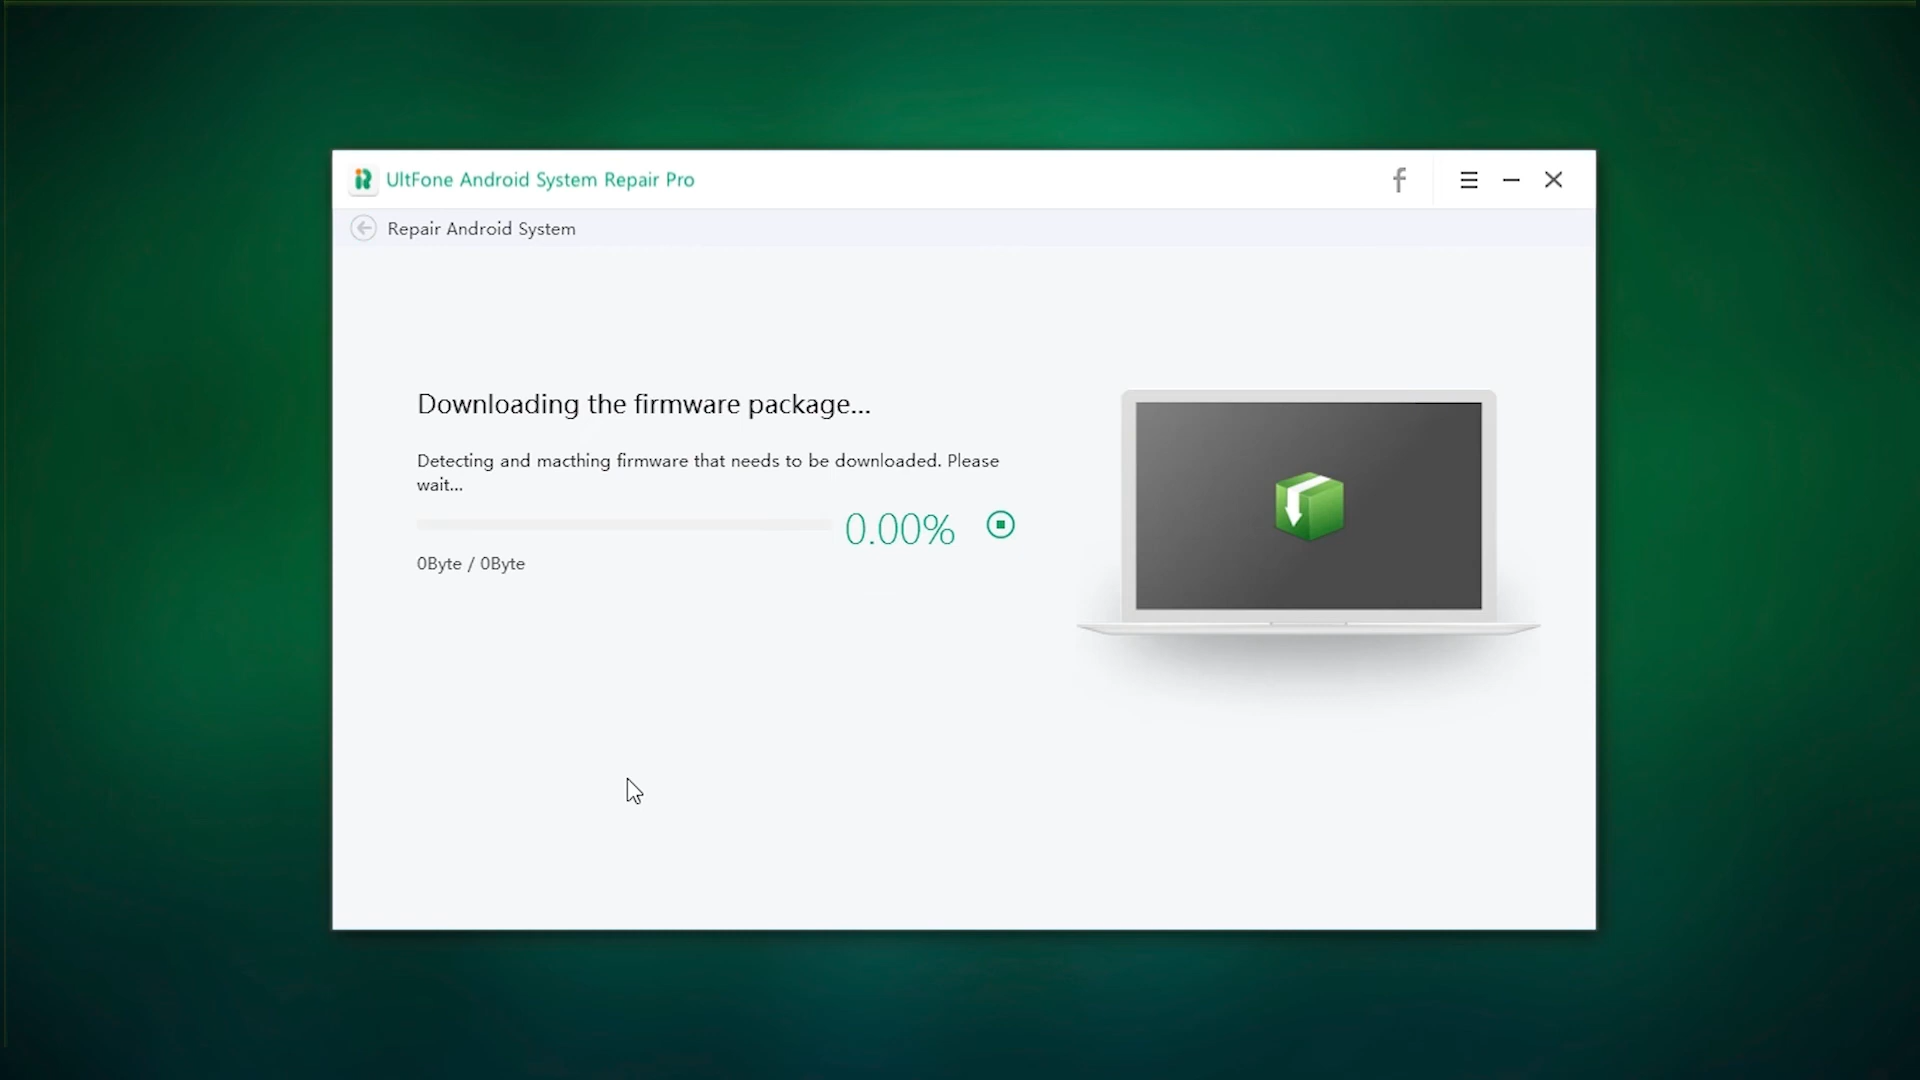 UltFone Android System Repair Pro
Repair Android System
Downloading the firmware package...
Detecting and macthing firmware that needs to be downloaded. Please
wait...
0.00%
0Byte / 0Byte